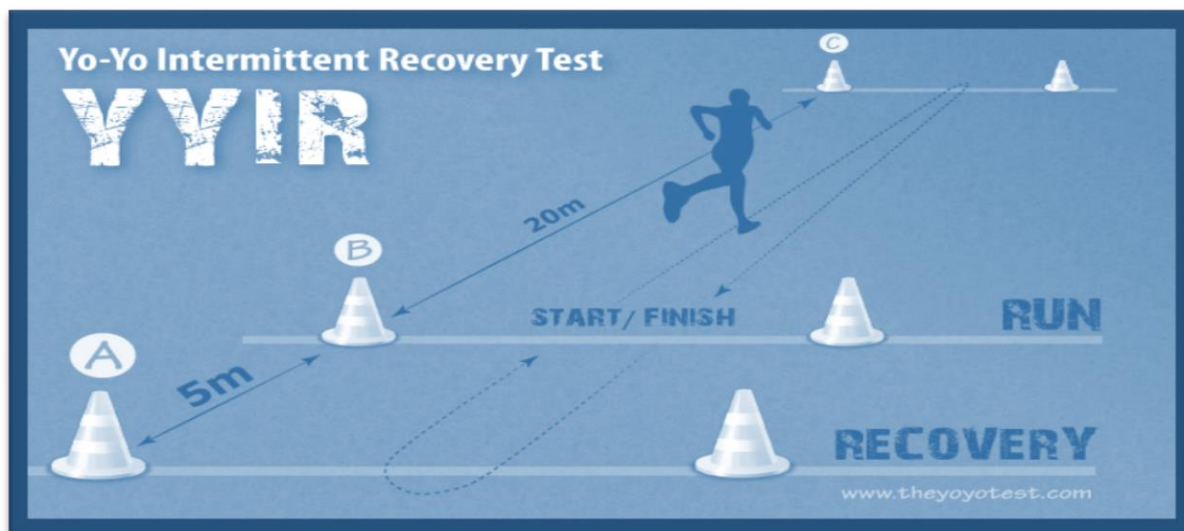 Yo-Yo Intermittent Recovery Test
YYIR
C
20m
B
START/ FINISH
RUN
A
5m
RECOVERY
www.theyoyotest.com